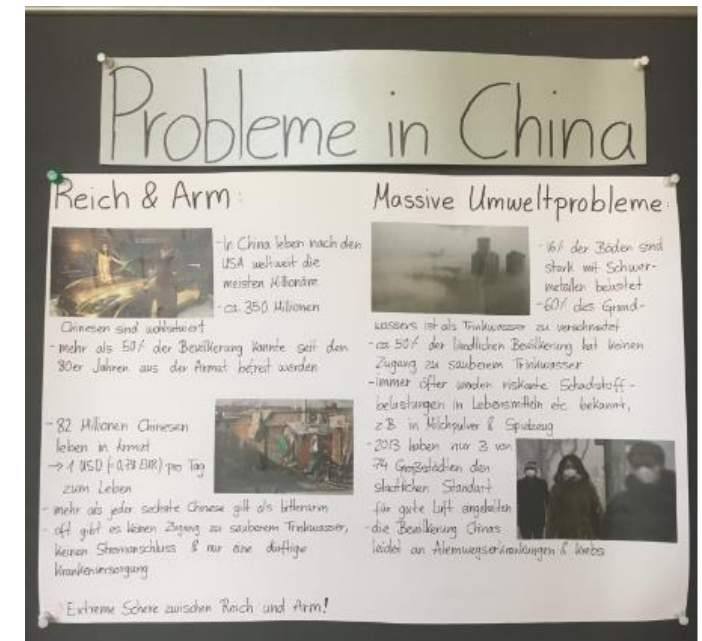 Probleme in China
Reich & Arm:
- In China leben nach den
USA weltweit die
meisten Millionäre
- ca. 350 Millionen
Chinesen sind wohlsituiert
- mehr als 50% der Bevölkerung konnte seit den
80er Jahren aus der Armut befreit werden
- 82 Millionen Chinesen
leben in Armut
→ 1 USD (=0,73 EUR) pro Tag
zum Leben
- mehr als jeder sechste Chinese gilt als bitterarm
- oft gibt es keinen Zugang zu sauberem Trinkwasser,
keinen Stromanschluss & nur eine dürftige
Krankenversorgung
Extreme Schere zwischen Reich und Arm!
Massive Umweltprobleme:
- 16% der Böden sind
stark mit Schwer-
metallen belastet
- 60% des Grund-
wassers ist als Trinkwasser zu verschmutzt
- ca 50% der ländlichen Bevölkerung hat keinen
Zugang zu sauberem Trinkwasser
- immer öfter werden riskante Schadstoff-
belastungen in Lebensmitteln etc bekannt,
z.B. in Milchpulver & Spielzeug
- 2013 haben nur 3 von
74 Großstädten den
staatlichen Standart
für gute Luft eingehalten
- die Bevölkerung Chinas
leidet an Atemwegserkrankungen & Krebs